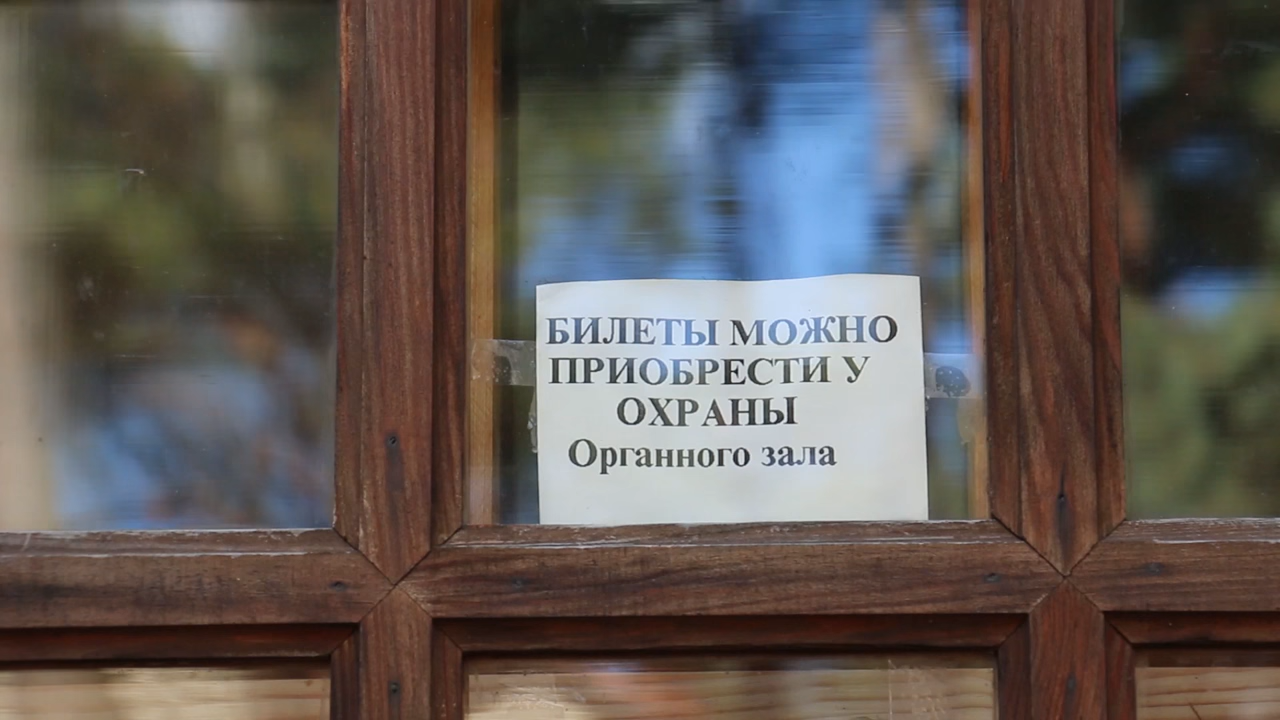 БИЛЕТЫ МОЖНО
ПРИОБРЕСТИ У
ОХРАНЫ
Органного зала